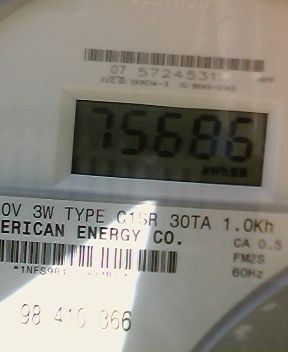 07 57245312
75686
kWh
0V 3W TYPE C1SR 30TA 1.0Kh
ERICAN ENERGY CO.
CA 0.5
FM2S
60Hz
98 410 366